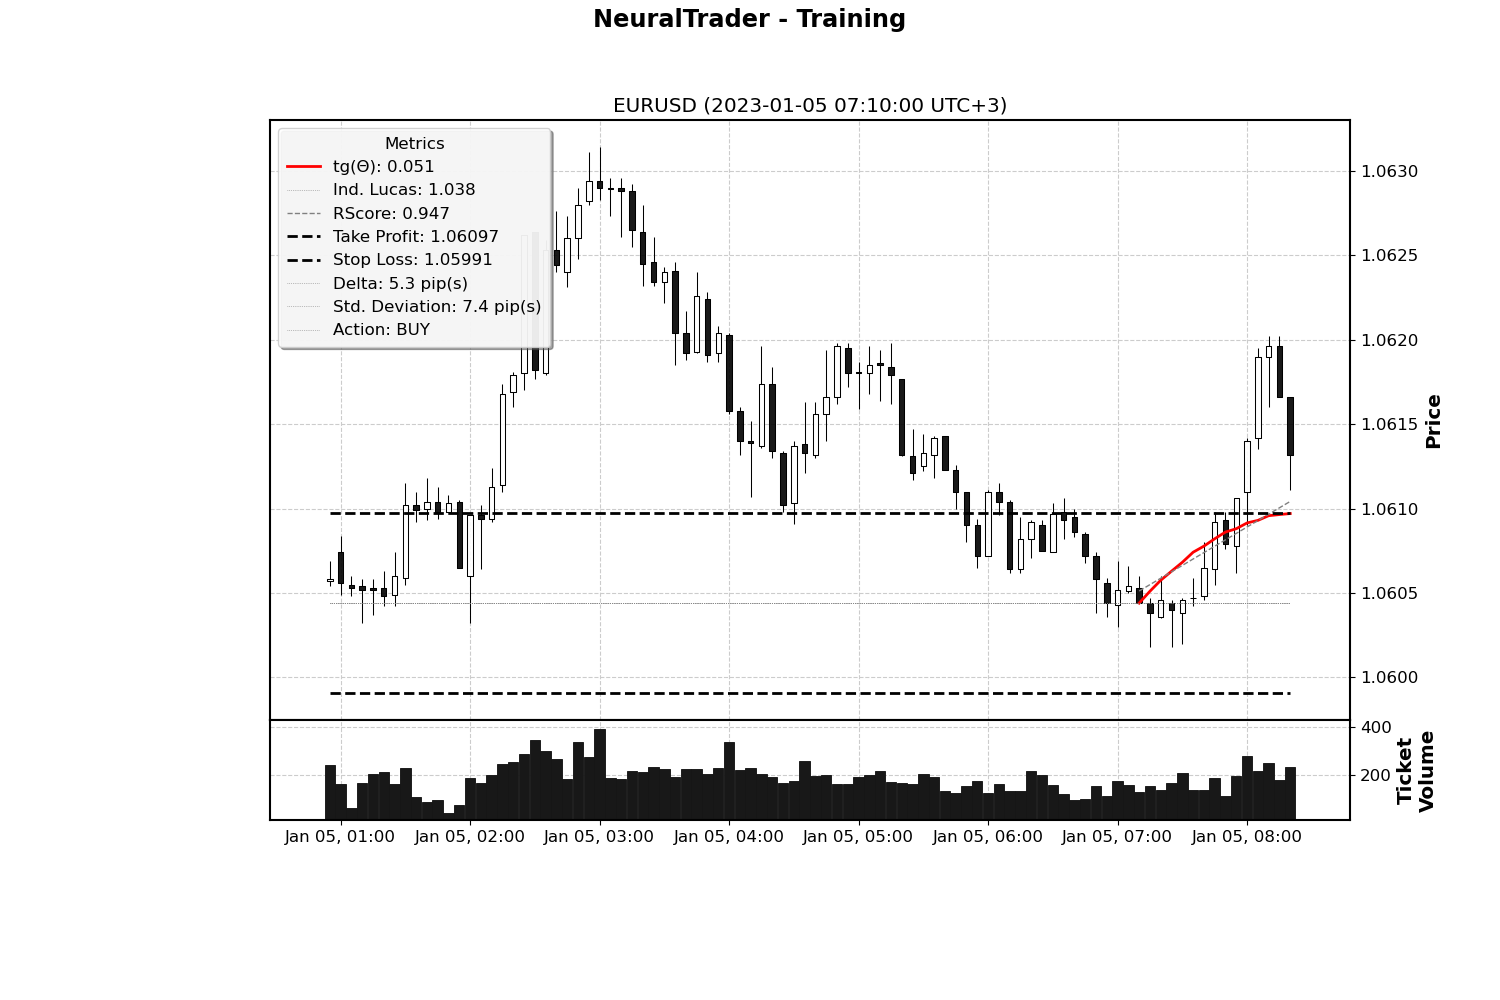 NeuralTrader - Training
EURUSD (2023-01-05 07:10:00 UTC+3)
Metrics
tg(Θ): 0.051
Ind. Lucas: 1.038
RScore: 0.947
Take Profit: 1.06097
Stop Loss: 1.05991
Delta: 5.3 pip(s)
Std. Deviation: 7.4 pip(s)
Action: BUY
1.0630
1.0625
1.0620
1.0615
1.0610
1.0605
1.0600
Price
400
200
Ticket
Volume
Jan 05, 01:00
Jan 05, 02:00
Jan 05, 03:00
Jan 05, 04:00
Jan 05, 05:00
Jan 05, 06:00
Jan 05, 07:00
Jan 05, 08:00